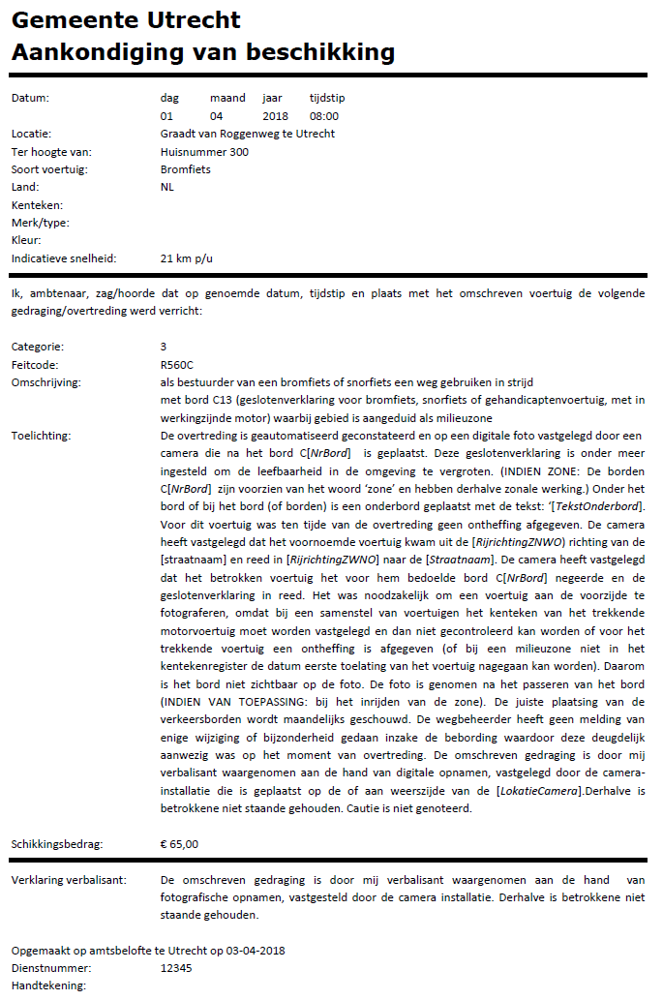 Gemeente Utrecht
Aankondiging van beschikking
Datum: dag maand jaar tijdstip
01 04 2018 08:00
Locatie: Graadt van Roggenweg te Utrecht
Ter hoogte van: Huisnummer 300
Soort voertuig: Bromfiets
Land: NL
Kenteken:
Merk/type:
Kleur:
Indicatieve snelheid: 21 km p/u
Ik, ambtenaar, zag/hoorde dat op genoemde datum, tijdstip en plaats met het omschreven voertuig de volgende
gedraging/overtreding werd verricht:
Categorie: 3
Feitcode: R560C
Omschrijving: als bestuurder van een bromfiets of snorfiets een weg gebruiken in strijd
met bord C13 (geslotenverklaring voor bromfiets, snorfiets of gehandicaptenvoertuig, met in
werkingzijnde motor) waarbij gebied is aangeduid als milieuzone
Toelichting: De overtreding is geautomatiseerd geconstateerd en op een digitale foto vastgelegd door een
camera die na het bord C[NrBord] is geplaatst. Deze geslotenverklaring is onder meer
ingesteld om de leefbaarheid in de omgeving te vergroten. (INDIEN ZONE: De borden
C[NrBord] zijn voorzien van het woord ‘zone’ en hebben derhalve zonale werking.) Onder het
bord of bij het bord (of borden) is een onderbord geplaatst met de tekst: ‘[TekstOnderbord].
Voor dit voertuig was ten tijde van de overtreding geen ontheffing afgegeven. De camera
heeft vastgelegd dat het voornoemde voertuig kwam uit de [RijrichtingZNWO) richting van de
[straatnaam] en reed in [RijrichtingZWNO] naar de [Straatnaam]. De camera heeft vastgelegd
dat het betrokken voertuig het voor hem bedoelde bord C[NrBord] negeerde en de
geslotenverklaring in reed. Het was noodzakelijk om een voertuig aan de voorzijde te
fotograferen, omdat bij een samenstel van voertuigen het kenteken van het trekkende
motorvoertuig moet worden vastgelegd en dan niet gecontroleerd kan worden of voor het
trekkende voertuig een ontheffing is afgegeven (of bij een milieuzone niet in het
kentekenregister de datum eerste toelating van het voertuig nagegaan kan worden). Daarom
is het bord niet zichtbaar op de foto. De foto is genomen na het passeren van het bord
(INDIEN VAN TOEPASSING: bij het inrijden van de zone). De juiste plaatsing van de
verkeersborden wordt maandelijks geschouwd. De wegbeheerder heeft geen melding van
enige wijziging of bijzonderheid gedaan inzake de bebording waardoor deze deugdelijk
aanwezig was op het moment van overtreding. De omschreven gedraging is door mij
verbalisant waargenomen aan de hand van digitale opnamen, vastgelegd door de camera-
installatie die is geplaatst op de of aan weerszijde van de [LokatieCamera].Derhalve is
betrokkene niet staande gehouden. Cautie is niet genoteerd.
Schikkingsbedrag: € 65,00
Verklaring verbalisant: De omschreven gedraging is door mij verbalisant waargenomen aan de hand van
fotografische opnamen, vastgesteld door de camera installatie. Derhalve is betrokkene niet
staande gehouden.
Opgemaakt op amtsbelofte te Utrecht op 03-04-2018
Dienstnummer: 12345
Handtekening: